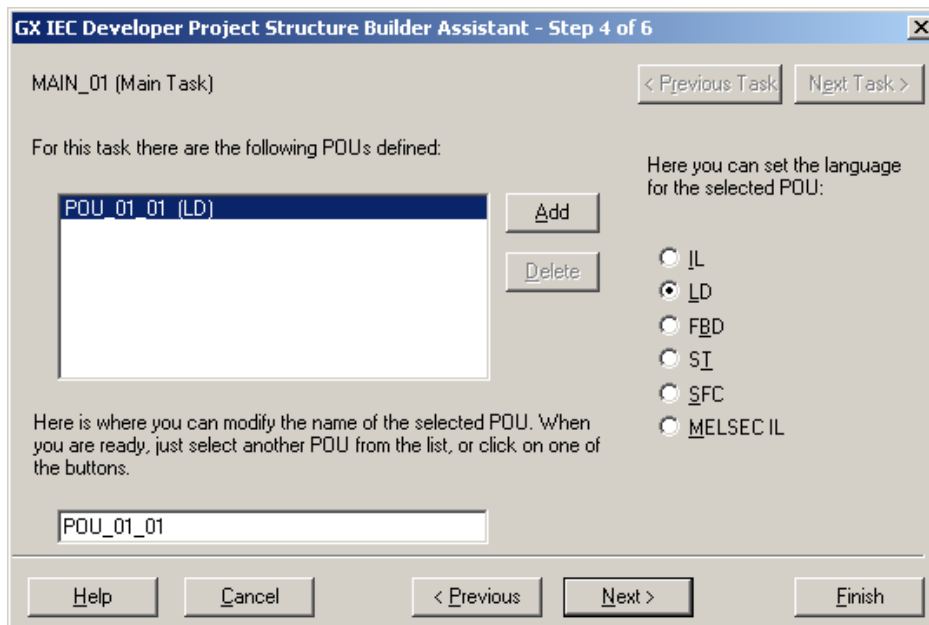 GX IEC Developer Project Structure Builder Assistant - Step 4 of 6
MAIN_01 (Main Task)
< Previous Task
Next Task >
For this task there are the following POUs defined:
Here you can set the language
for the selected POU:
POU_01_01 (LD)
Add
Delete
IL
LD
FBD
ST
SFC
MELSEC IL
Here is where you can modify the name of the selected POU. When
you are ready, just select another POU from the list, or click on one of
the buttons.
POU_01_01
Help
Cancel
< Previous
Next >
Finish